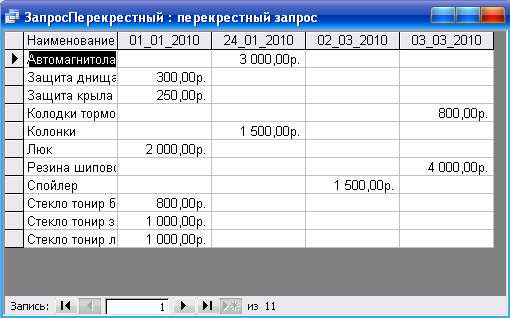 ЗапросПерекрестный : перекрестный запрос
Наименование 01_01_2010 24_01_2010 02_03_2010 03_03_2010
Автомагнитола 3 000,00р.
Защита днища 300,00р.
Защита крыла 250,00р.
Колодки тормо 800,00р.
Колонки 1 500,00р.
Люк 2 000,00р.
Резина шипово 4 000,00р.
Спойлер 1 500,00р.
Стекло тонир б 800,00р.
Стекло тонир з 1 000,00р.
Стекло тонир л 1 000,00р.
Запись: 1 из 11